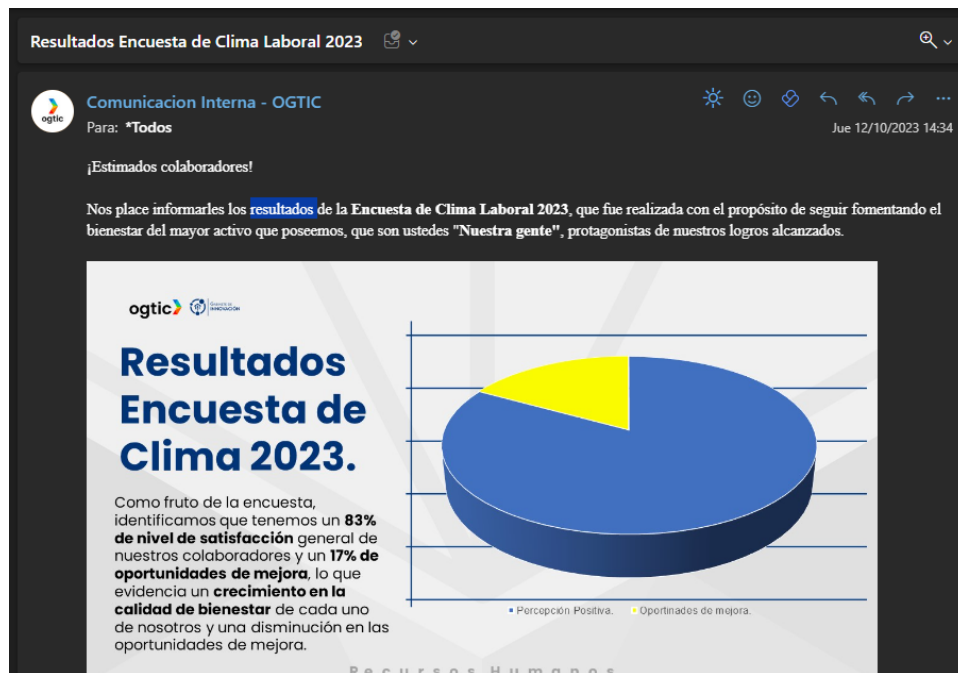 Resultados Encuesta de Clima Laboral 2023
ogtic
Comunicacion Interna - OGTIC
Para: *Todos
Jue 12/10/2023 14:34
¡Estimados colaboradores!
Nos place informarles los resultados de la Encuesta de Clima Laboral 2023, que fue realizada con el propósito de seguir fomentando el
bienestar del mayor activo que poseemos, que son ustedes "Nuestra gente", protagonistas de nuestros logros alcanzados.
ogtic
INNOVACIÓN
Resultados
Encuesta de
Clima 2023.
Como fruto de la encuesta,
identificamos que tenemos un 83%
de nivel de satisfacción general de
nuestros colaboradores y un 17% de
oportunidades de mejora, lo que
evidencia un crecimiento en la
calidad de bienestar de cada uno
de nosotros y una disminución en las
oportunidades de mejora.
Percepción Positiva. Oportinades de mejora.
Recursos Humanos